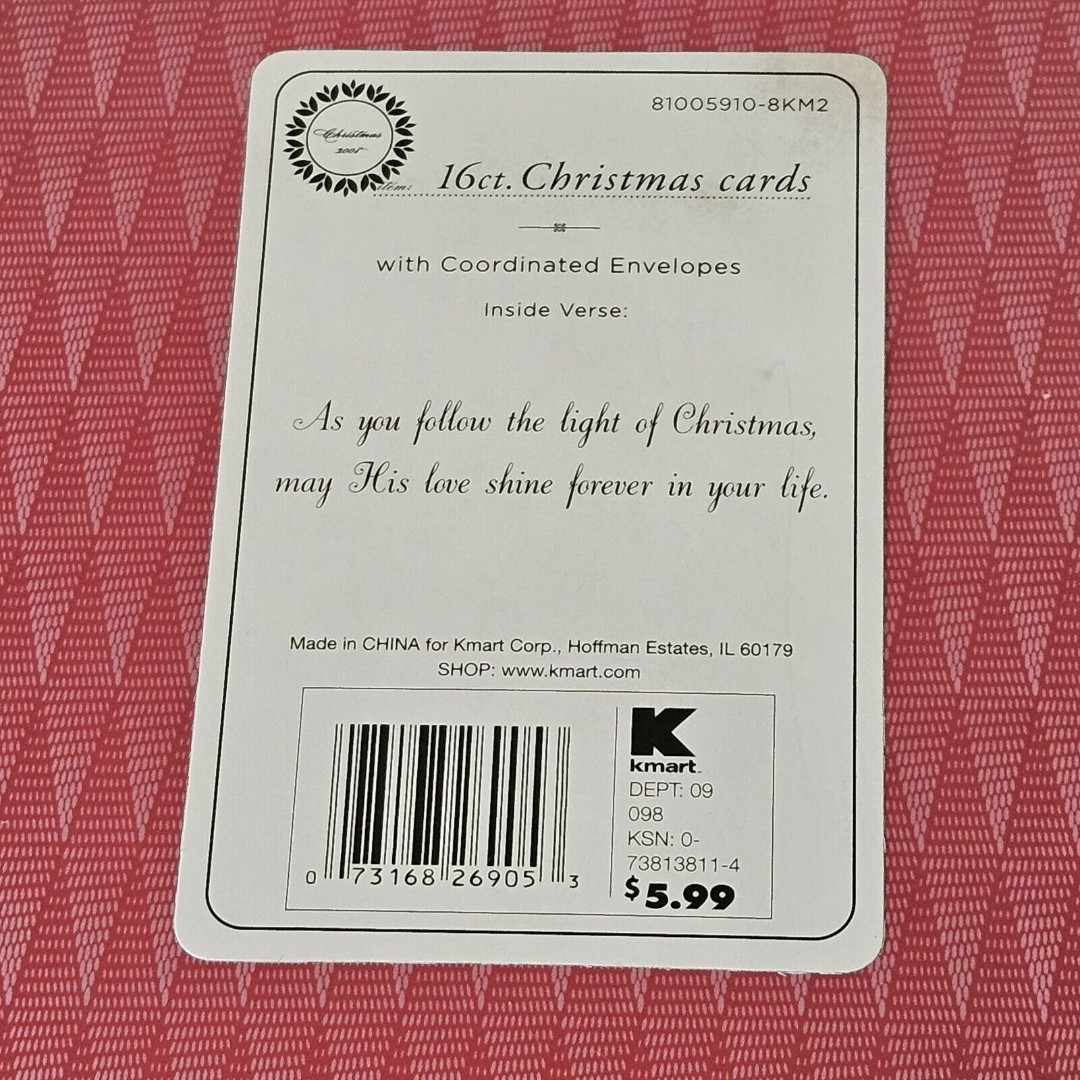 81005910-8KM2
Christmas
item: 16ct. Christmas cards
with Coordinated Envelopes
Inside Verse:
As you follow the light of Christmas,
may His love shine forever in your life.
Made in CHINA for Kmart Corp., Hoffman Estates, IL 60179
SHOP: www.kmart.com
K
kmart
DEPT: 09
098
KSN: 0-
73813811-4
$5.99
0 73168 26905 3